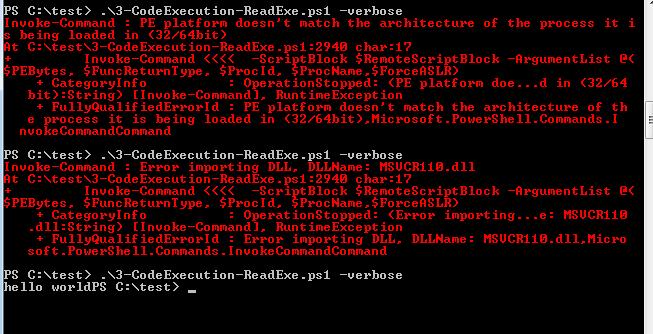 PS C:\test> .\3-CodeExecution-ReadExe.ps1 -verbose
Invoke-Command : PE platform doesn't match the architecture of the process it i
s being loaded in (32/64bit)
At C:\test\3-CodeExecution-ReadExe.ps1:2940 char:17
+         Invoke-Command <<<<  -ScriptBlock $RemoteScriptBlock -ArgumentList @(
$PEBytes, $FuncReturnType, $ProcId, $ProcName,$ForceASLR)
    + CategoryInfo          : OperationStopped: (PE platform doe...d in (32/64
   bit):String) [Invoke-Command], RuntimeException
    + FullyQualifiedErrorId : PE platform doesn't match the architecture of th
   e process it is being loaded in (32/64bit),Microsoft.PowerShell.Commands.I
  nvokeCommandCommand
PS C:\test> .\3-CodeExecution-ReadExe.ps1 -verbose
Invoke-Command : Error importing DLL, DLLName: MSVCR110.dll
At C:\test\3-CodeExecution-ReadExe.ps1:2940 char:17
+         Invoke-Command <<<<  -ScriptBlock $RemoteScriptBlock -ArgumentList @(
$PEBytes, $FuncReturnType, $ProcId, $ProcName,$ForceASLR)
    + CategoryInfo          : OperationStopped: (Error importing...e: MSVCR110
   .dll:String) [Invoke-Command], RuntimeException
    + FullyQualifiedErrorId : Error importing DLL, DLLName: MSVCR110.dll,Micro
   soft.PowerShell.Commands.InvokeCommandCommand
PS C:\test> .\3-CodeExecution-ReadExe.ps1 -verbose
hello worldPS C:\test> _